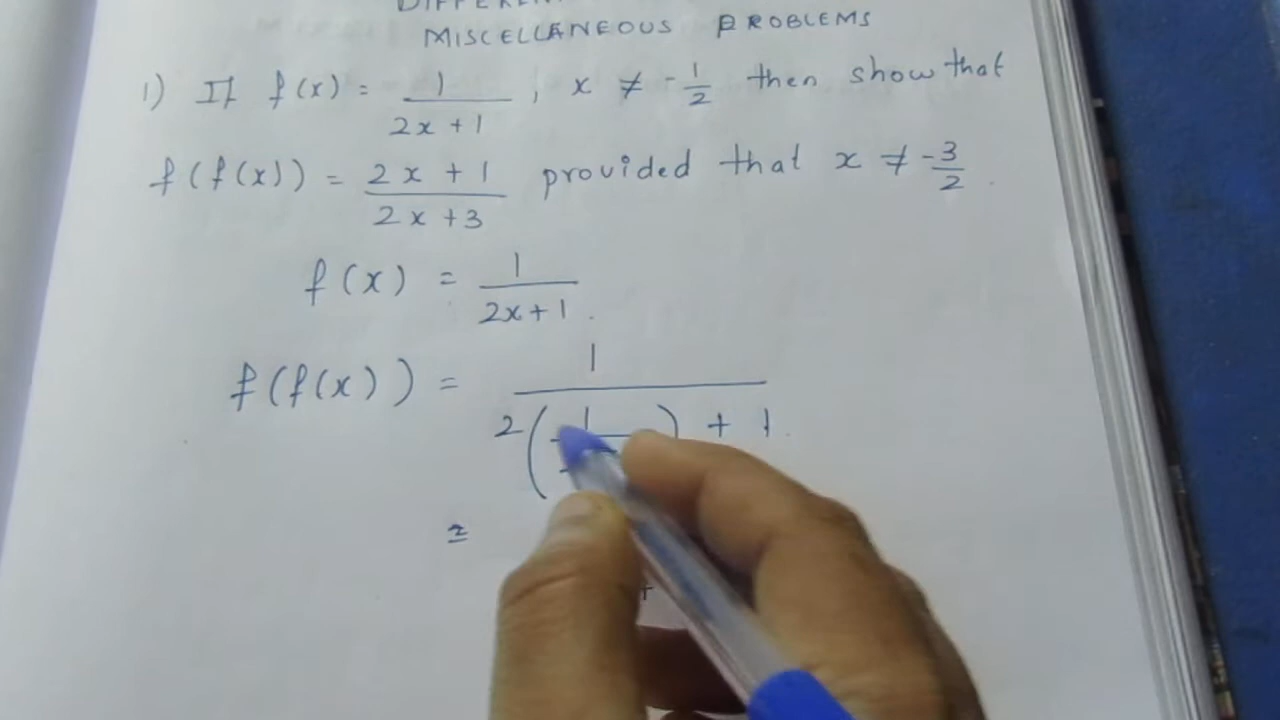 MISCELLANEOUS PROBLEMS
1) If f(x) = 1/(2x + 1) , x ≠ -1/2 then show that
f(f(x)) = (2x + 1)/(2x + 3) provided that x ≠ -3/2 .
f(x) = 1/(2x + 1) .
f(f(x)) = 1 / 2( 1 ) + 1
=
+